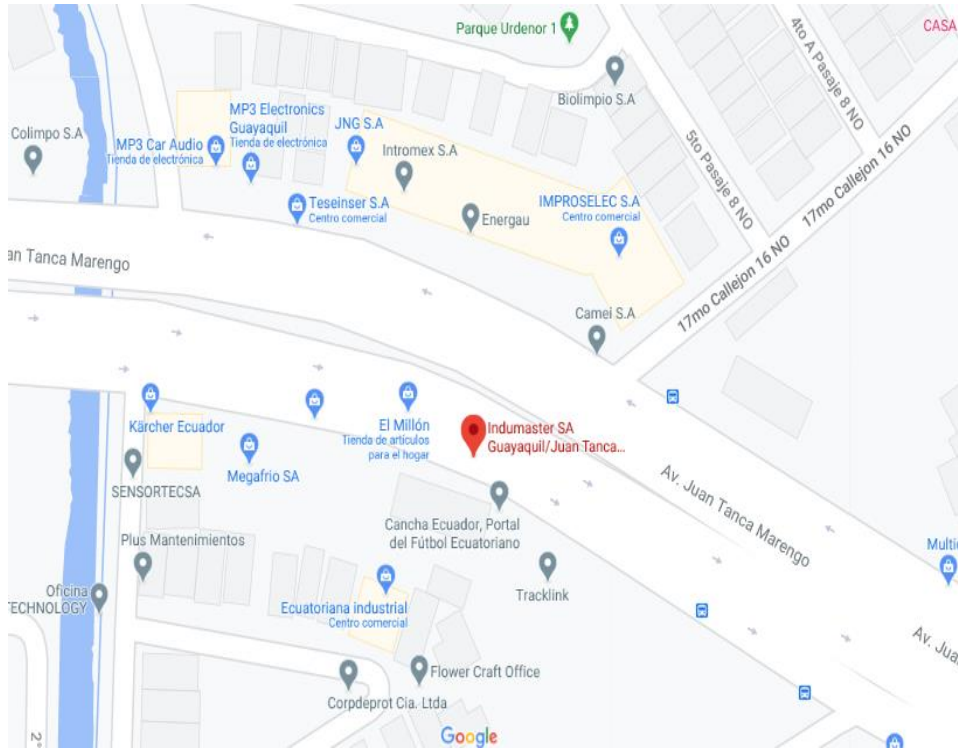 Parque Urdenor 1
4to A Pasaje 8 NO
CASA
Biolimpio S.A
MP3 Electronics
Guayaquil
Tienda de electrónica
JNG S.A
Colimpo S.A
MP3 Car Audio
Tienda de electrónica
Intromex S.A
5to Pasaje 8 NO
17mo Callejon 16 NO
Teseinser S.A
Centro comercial
IMPROSELEC S.A
Centro comercial
Energau
an Tanca Marengo
17mo Callejon 16 NO
Camei S.A
Kärcher Ecuador
El Millón
Tienda de artículos
para el hogar
Indumaster SA
Guayaquil/Juan Tanca...
Megafrio SA
SENSORTECSA
Av. Juan Tanca Marengo
Cancha Ecuador, Portal
del Fútbol Ecuatoriano
Plus Mantenimientos
Multi
Oficina
TECHNOLOGY
Tracklink
Ecuatoriana industrial
Centro comercial
Av. Jua
Flower Craft Office
Corpdeprot Cia. Ltda
Google
2°